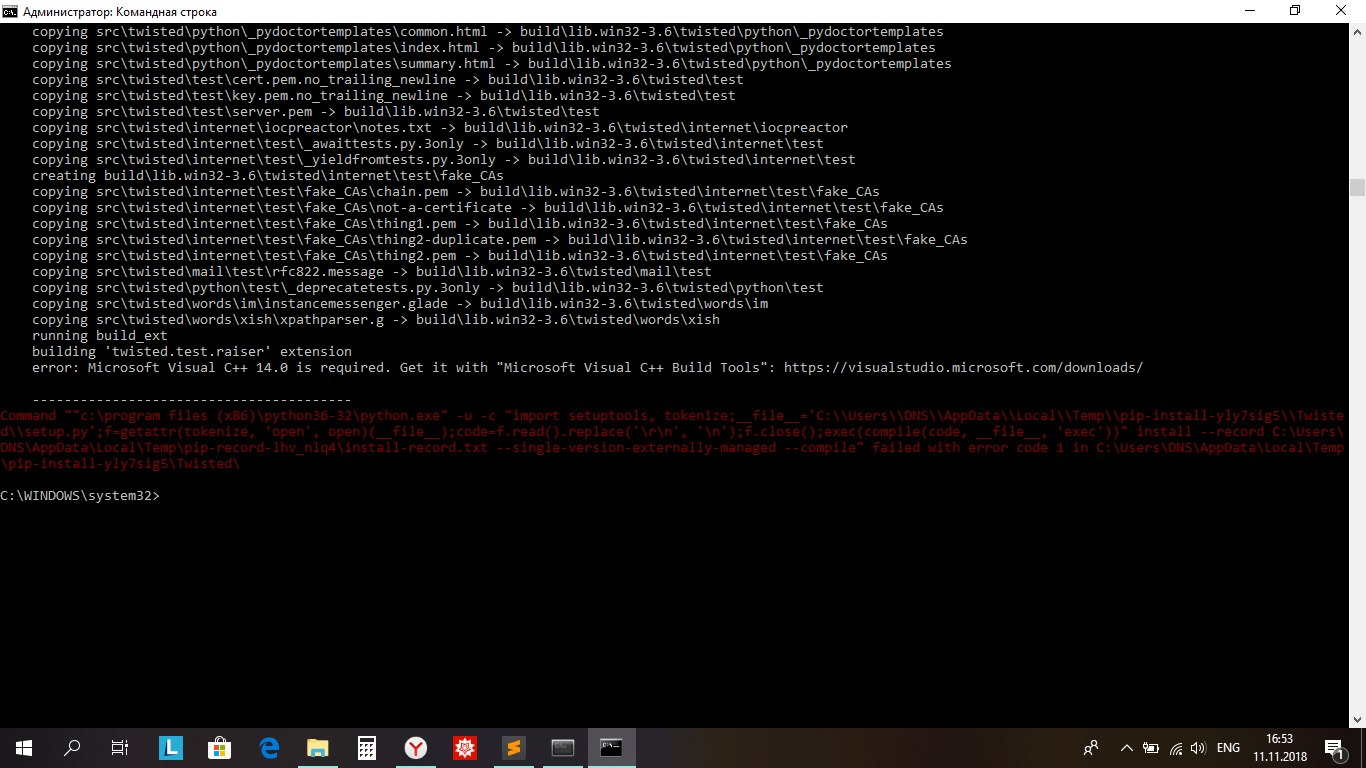 Администратор: Командная строка
copying src\twisted\python\_pydoctortemplates\common.html -> build\lib.win32-3.6\twisted\python\_pydoctortemplates
copying src\twisted\python\_pydoctortemplates\index.html -> build\lib.win32-3.6\twisted\python\_pydoctortemplates
copying src\twisted\python\_pydoctortemplates\summary.html -> build\lib.win32-3.6\twisted\python\_pydoctortemplates
copying src\twisted\test\cert.pem.no_trailing_newline -> build\lib.win32-3.6\twisted\test
copying src\twisted\test\key.pem.no_trailing_newline -> build\lib.win32-3.6\twisted\test
copying src\twisted\test\server.pem -> build\lib.win32-3.6\twisted\test
copying src\twisted\internet\iocpreactor\notes.txt -> build\lib.win32-3.6\twisted\internet\iocpreactor
copying src\twisted\internet\test\_awaittests.py.3only -> build\lib.win32-3.6\twisted\internet\test
copying src\twisted\internet\test\_yieldfromtests.py.3only -> build\lib.win32-3.6\twisted\internet\test
creating build\lib.win32-3.6\twisted\internet\test\fake_CAs
copying src\twisted\internet\test\fake_CAs\chain.pem -> build\lib.win32-3.6\twisted\internet\test\fake_CAs
copying src\twisted\internet\test\fake_CAs\not-a-certificate -> build\lib.win32-3.6\twisted\internet\test\fake_CAs
copying src\twisted\internet\test\fake_CAs\thing1.pem -> build\lib.win32-3.6\twisted\internet\test\fake_CAs
copying src\twisted\internet\test\fake_CAs\thing2-duplicate.pem -> build\lib.win32-3.6\twisted\internet\test\fake_CAs
copying src\twisted\internet\test\fake_CAs\thing2.pem -> build\lib.win32-3.6\twisted\internet\test\fake_CAs
copying src\twisted\mail\test\rfc822.message -> build\lib.win32-3.6\twisted\mail\test
copying src\twisted\python\test\_deprecatetests.py.3only -> build\lib.win32-3.6\twisted\python\test
copying src\twisted\words\im\instancemessenger.glade -> build\lib.win32-3.6\twisted\words\im
copying src\twisted\words\xish\xpathparser.g -> build\lib.win32-3.6\twisted\words\xish
running build_ext
building 'twisted.test.raiser' extension
error: Microsoft Visual C++ 14.0 is required. Get it with "Microsoft Visual C++ Build Tools": https://visualstudio.microsoft.com/downloads/
----------------------------------------
Command ""c:\program files (x86)\python36-32\python.exe" -u -c "import setuptools, tokenize;__file__='C:\\Users\\DNS\\AppData\\Local\\Temp\\pip-install-yly7sig5\\Twiste
d\\setup.py';f=getattr(tokenize, 'open', open)(__file__);code=f.read().replace('\r\n', '\n');f.close();exec(compile(code, __file__, 'exec'))" install --record C:\Users\
DNS\AppData\Local\Temp\pip-record-lhv_nlq4\install-record.txt --single-version-externally-managed --compile" failed with error code 1 in C:\Users\DNS\AppData\Local\Temp
\pip-install-yly7sig5\Twisted\
C:\WINDOWS\system32>
ENG
16:53
11.11.2018
1